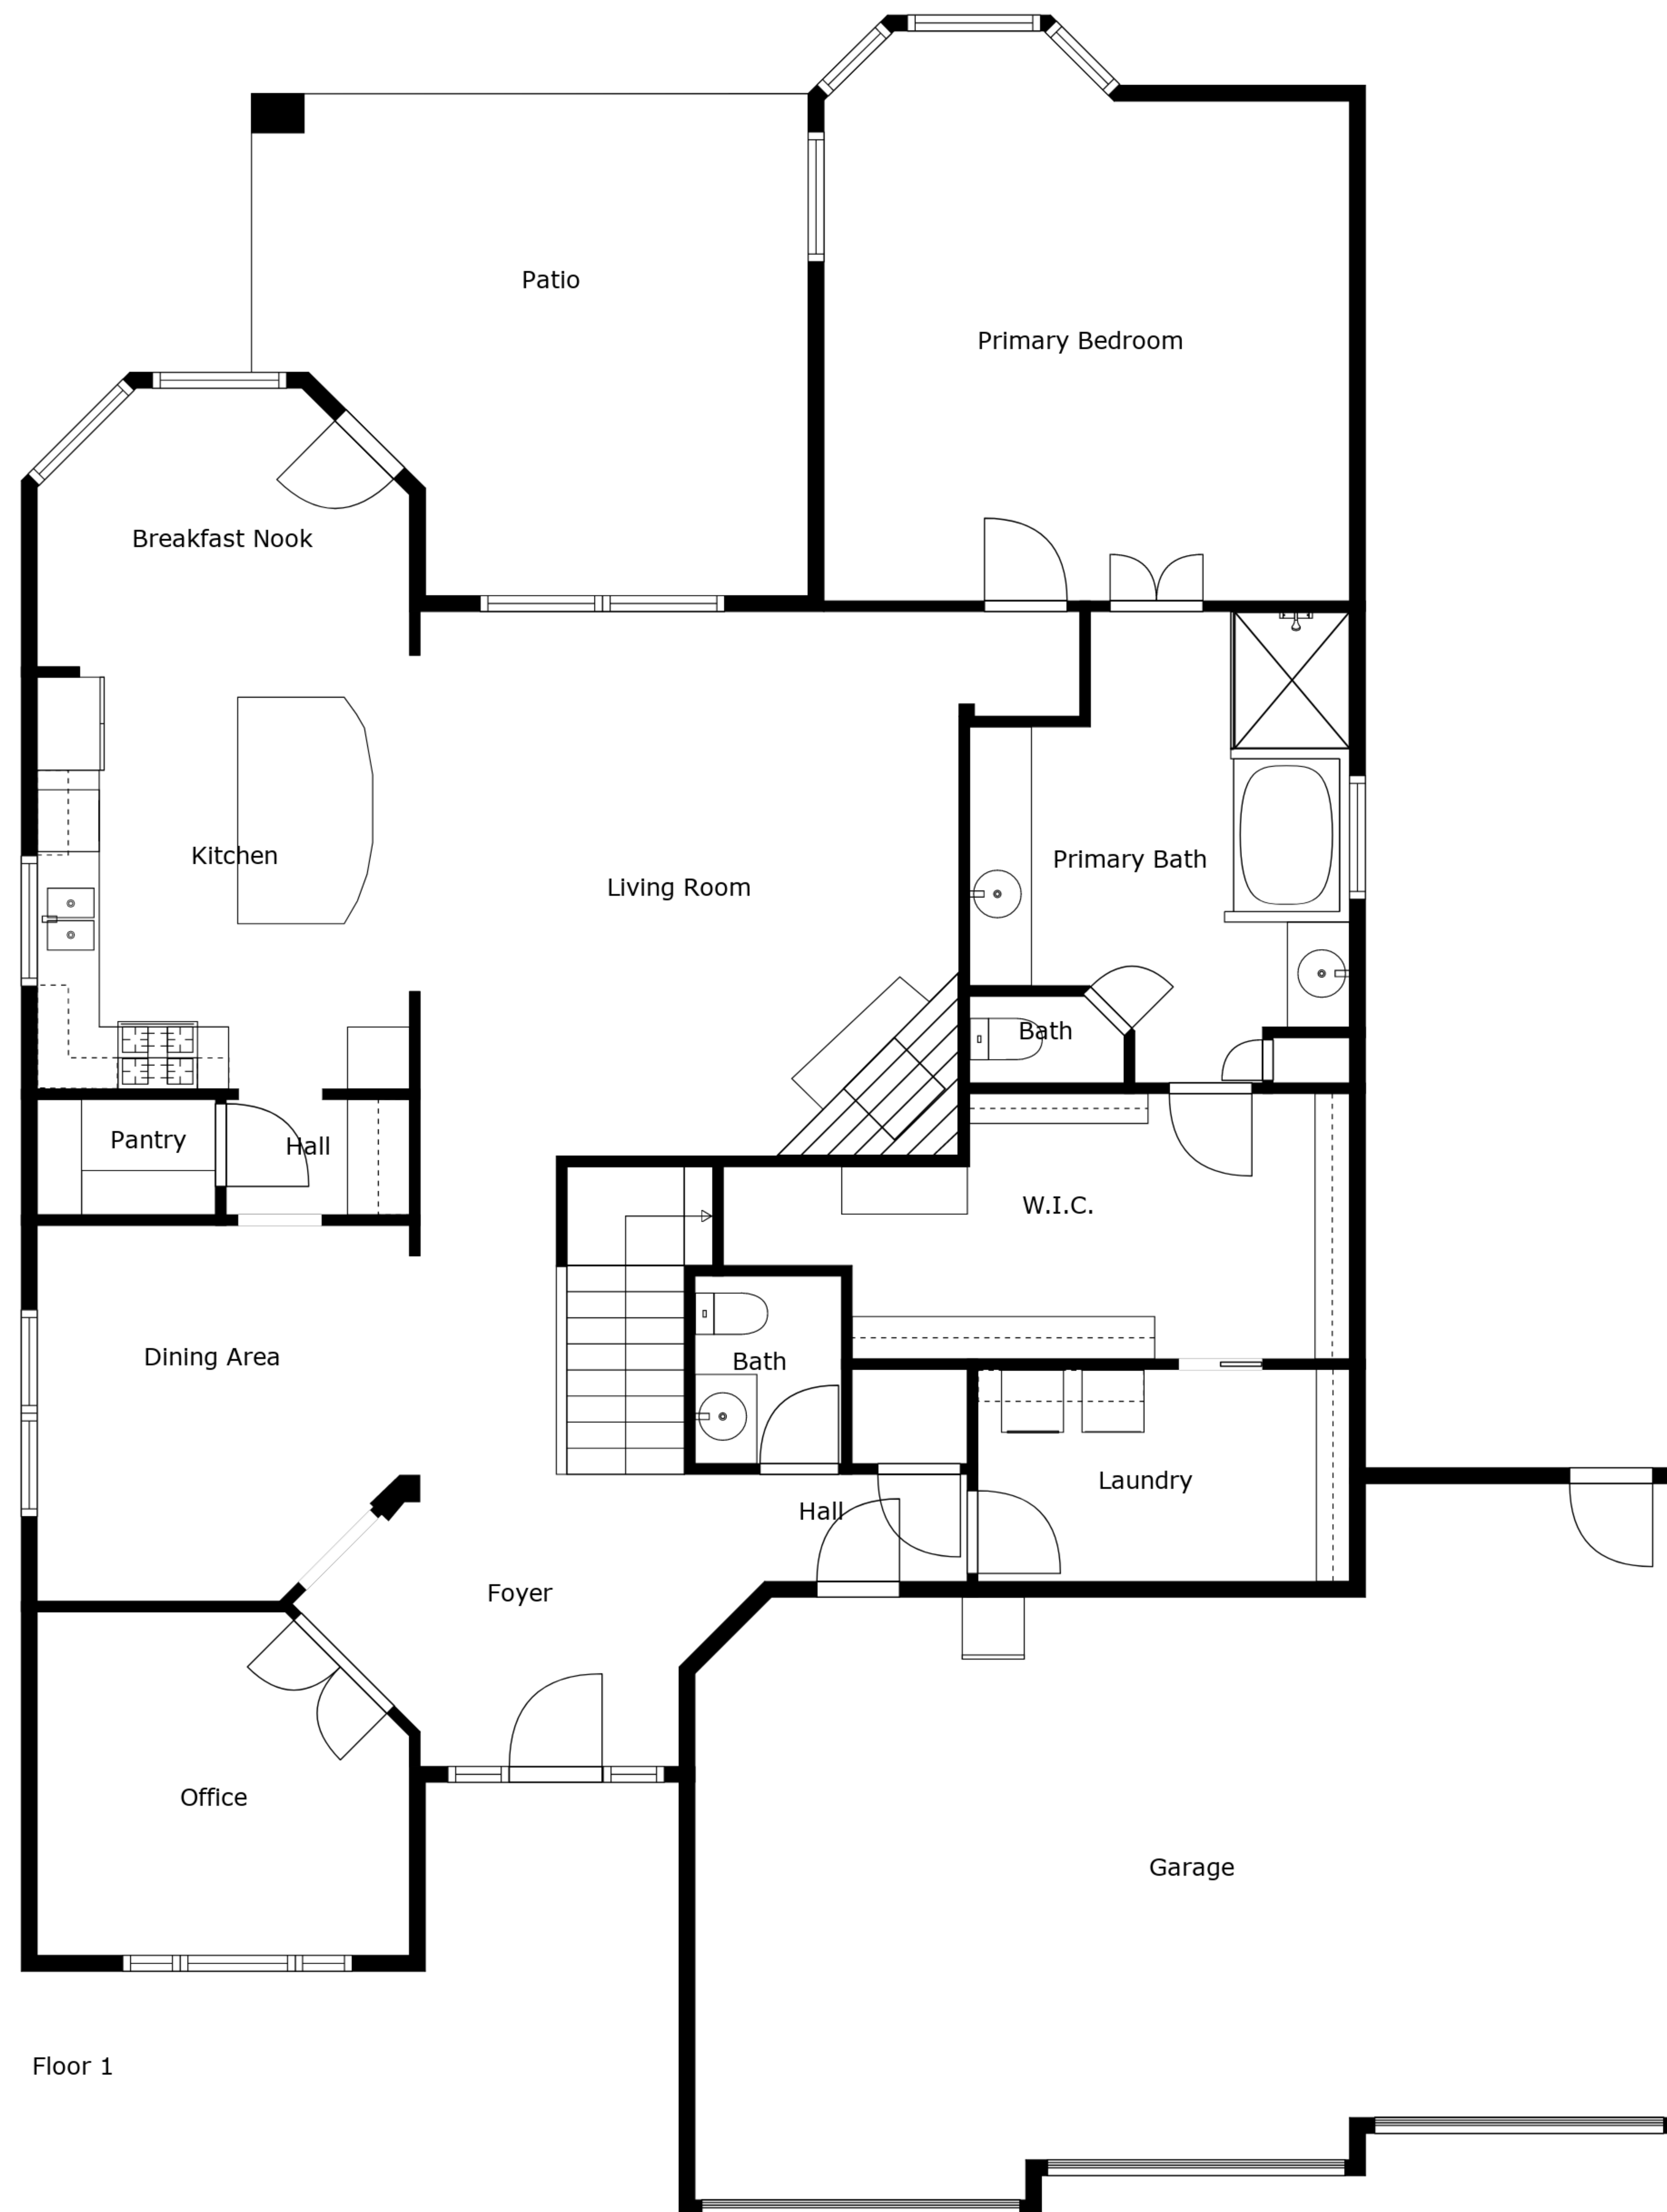 Patio
Primary Bedroom
Breakfast Nook
Kitchen
Living Room
Primary Bath
Bath
Pantry
Hall
W.I.C.
Dining Area
Bath
Laundry
Hall
Foyer
Office
Garage
Floor 1